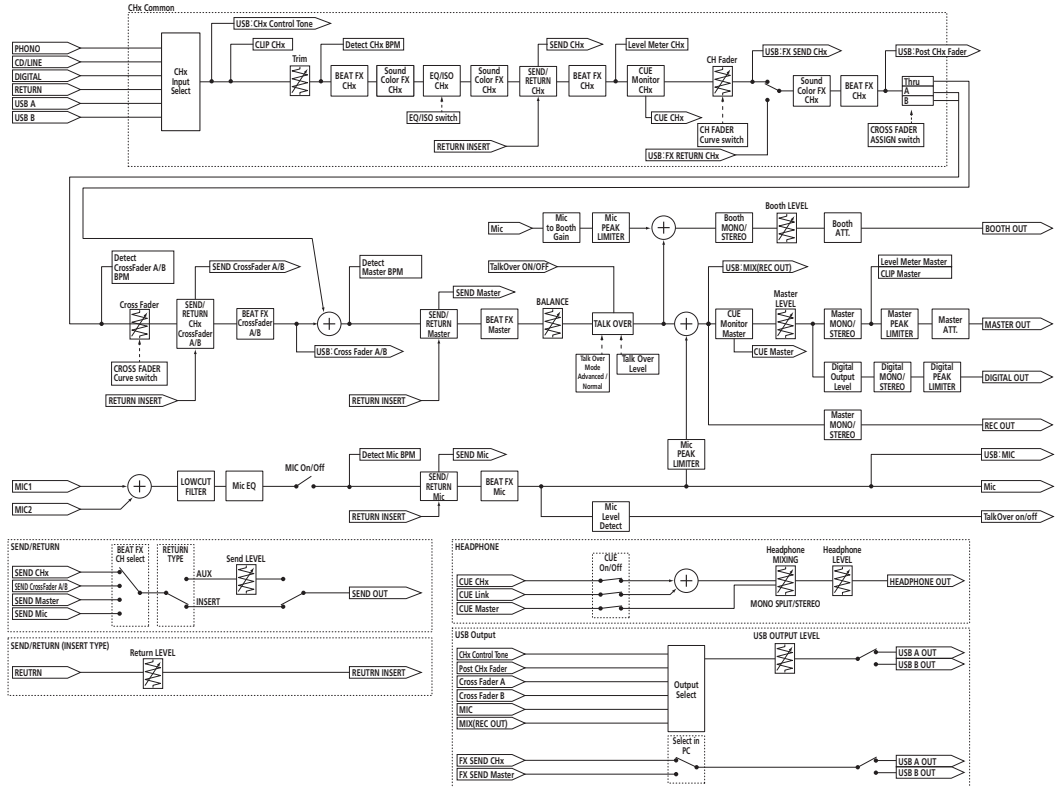 CHx Common
USB: CHx Control Tone
CLIP CHx
Detect CHx BPM
SEND CHx
Level Meter CHx
USB: FX SEND CHx
USB: Post CHx Fader
PHONO
CD/LINE
DIGITAL
RETURN
USB A
USB B
CHx
Input
Select
Trim
BEAT FX
CHx
Sound
Color FX
CHx
EQ/ISO
CHx
Sound
Color FX
CHx
SEND/
RETURN
CHx
BEAT FX
CHx
CUE
Monitor
CHx
CH Fader
Sound
Color FX
CHx
BEAT FX
CHx
Thru
A
B
EQ/ISO switch
RETURN INSERT
CUE CHx
CH FADER
Curve switch
USB: FX RETURN CHx
CROSS FADER
ASSIGN switch
Mic
Mic
to Booth
Gain
Mic
PEAK
LIMITER
Booth
MONO/
STEREO
Booth LEVEL
Booth
ATT.
BOOTH OUT
Detect
CrossFader A/B
BPM
SEND CrossFader A/B
Detect
Master BPM
TalkOver ON/OFF
USB: MIX(REC OUT)
Level Meter Master
CLIP Master
Cross Fader
SEND/
RETURN
CHx
CrossFader
A/B
BEAT FX
CrossFader
A/B
SEND Master
SEND/
RETURN
Master
BEAT FX
Master
BALANCE
TALK OVER
CUE
Monitor
Master
Master
LEVEL
Master
MONO/
STEREO
Master
PEAK
LIMITER
Master
ATT.
MASTER OUT
USB: Cross Fader A/B
CUE Master
CROSS FADER
Curve switch
Talk Over
Mode
Advanced /
Normal
Talk Over
Level
Digital
Output
Level
Digital
MONO/
STEREO
Digital
PEAK
LIMITER
DIGITAL OUT
RETURN INSERT
RETURN INSERT
Master
MONO/
STEREO
REC OUT
Mic
PEAK
LIMITER
Detect Mic BPM
SEND Mic
USB: MIC
MIC1
MIC2
LOWCUT
FILTER
Mic EQ
MIC On/Off
SEND/
RETURN
Mic
BEAT FX
Mic
Mic
RETURN INSERT
Mic
Level
Detect
TalkOver on/off
SEND/RETURN
BEAT FX
CH select
RETURN
TYPE
Send LEVEL
SEND CHx
SEND CrossFader A/B
SEND Master
SEND Mic
AUX
INSERT
SEND OUT
SEND/RETURN (INSERT TYPE)
Return LEVEL
REUTRN
REUTRN INSERT
HEADPHONE
CUE
On/Off
CUE CHx
CUE Link
CUE Master
Headphone
MIXING
Headphone
LEVEL
HEADPHONE OUT
MONO SPLIT/STEREO
USB Output
CHx Control Tone
Post CHx Fader
Cross Fader A
Cross Fader B
MIC
MIX(REC OUT)
Output
Select
USB OUTPUT LEVEL
USB A OUT
USB B OUT
Select in
PC
FX SEND CHx
FX SEND Master
USB A OUT
USB B OUT